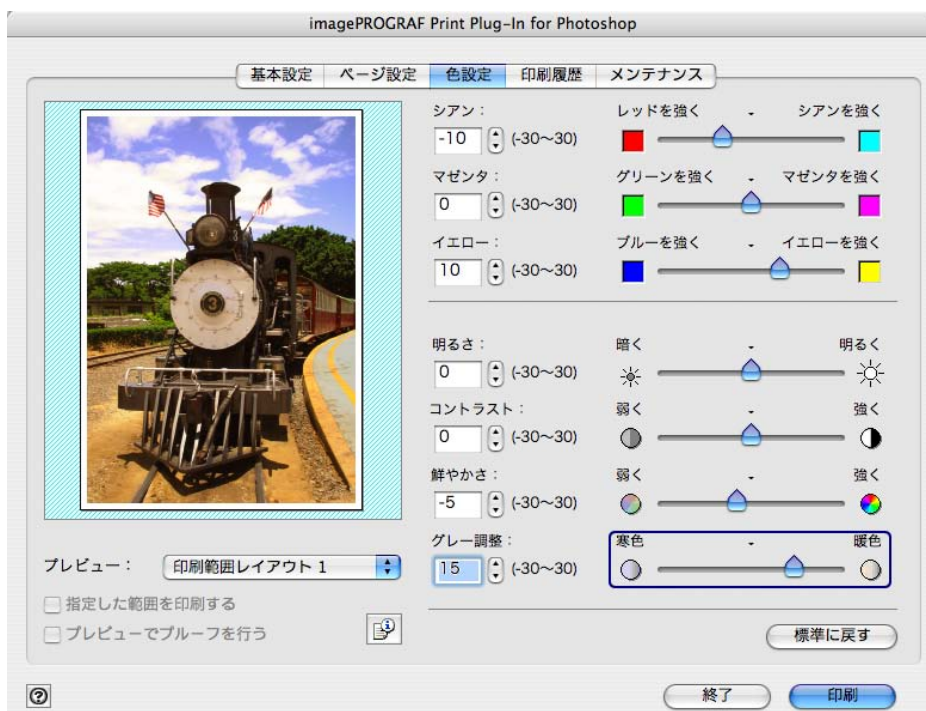 imagePROGRAF Print Plug-In for Photoshop
基本設定 ページ設定 色設定 印刷履歴 メンテナンス
シアン：
-10 (-30～30)
レッドを強く - シアンを強く
マゼンタ：
0 (-30～30)
グリーンを強く - マゼンタを強く
イエロー：
10 (-30～30)
ブルーを強く - イエローを強く
明るさ：
0 (-30～30)
暗く - 明るく
コントラスト：
0 (-30～30)
弱く - 強く
鮮やかさ：
-5 (-30～30)
弱く - 強く
グレー調整：
15 (-30～30)
寒色 - 暖色
3
プレビュー： 印刷範囲レイアウト 1
指定した範囲を印刷する
プレビューでプルーフを行う
標準に戻す
?
終了 印刷